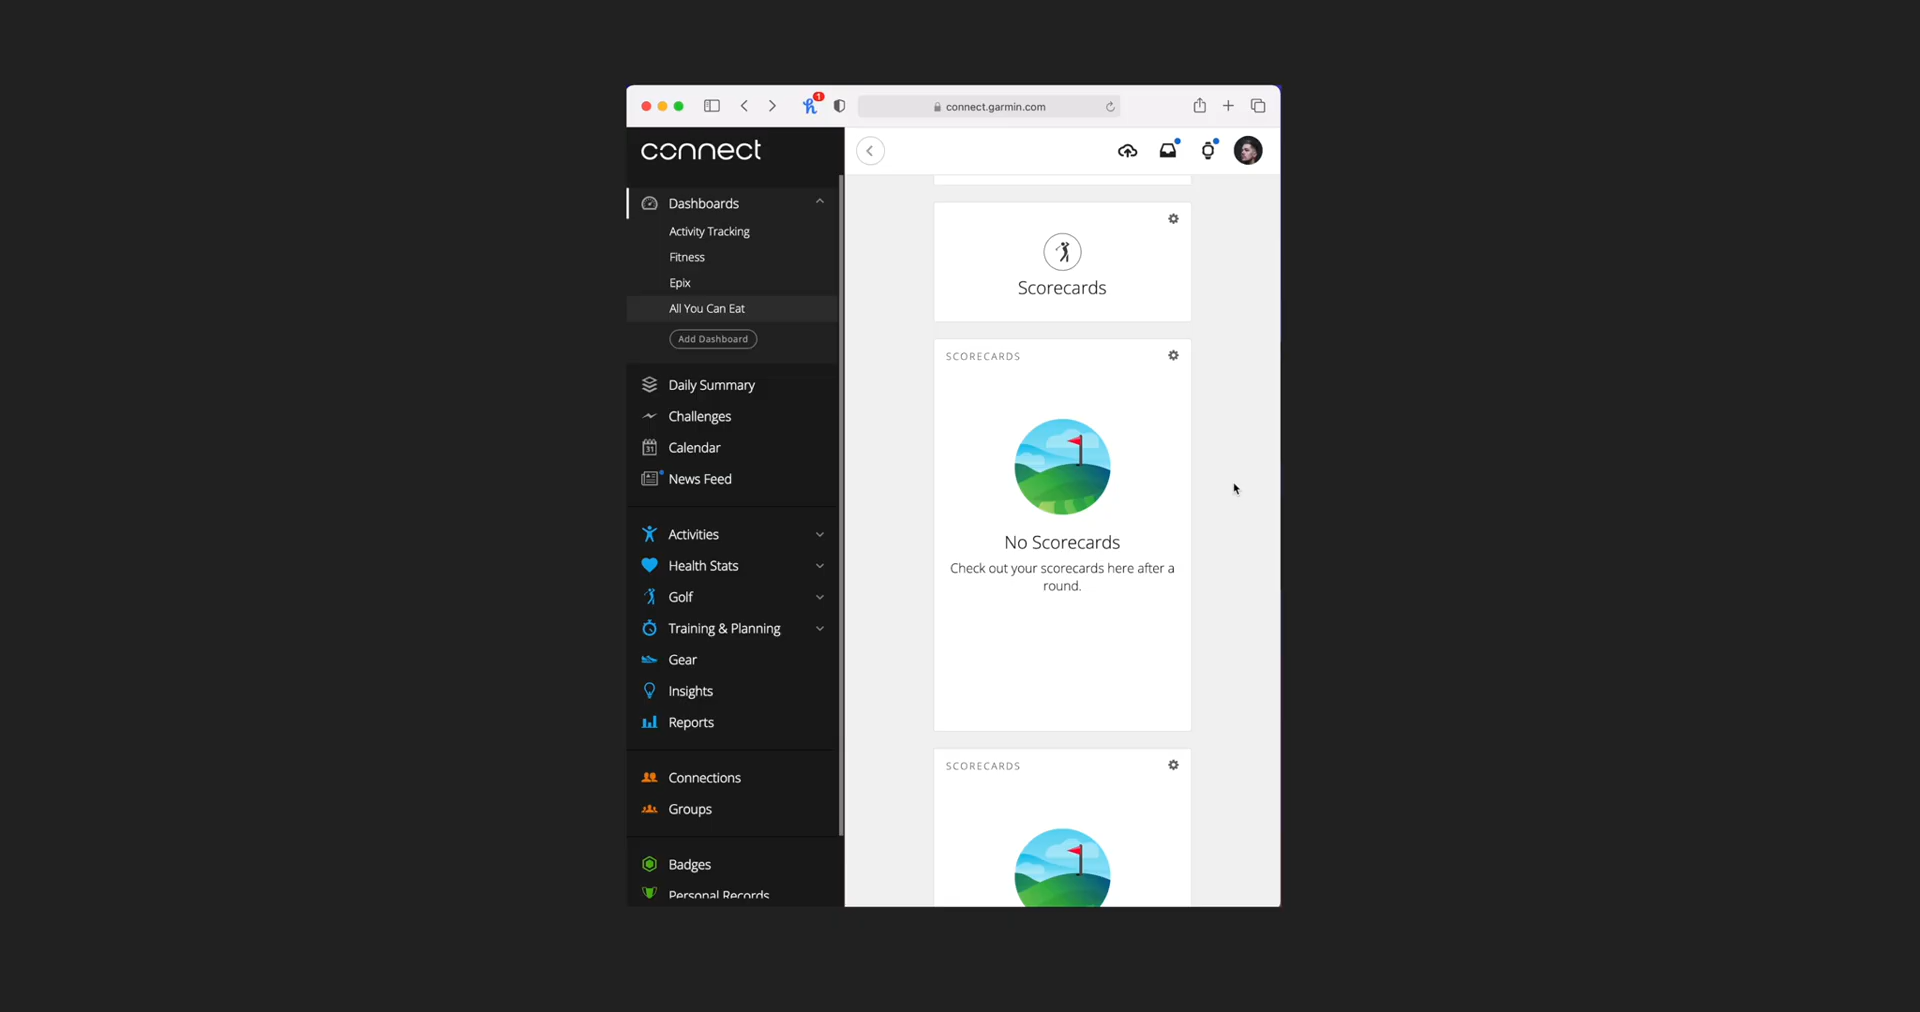 1
connect.garmin.com
connect
Dashboards
Activity Tracking
Fitness
Epix
All You Can Eat
Add Dashboard
Daily Summary
Challenges
31
Calendar
News Feed
Activities
Health Stats
Golf
Training & Planning
Gear
Insights
Reports
Connections
Groups
Badges
Personal Records
Scorecards
SCORECARDS
No Scorecards
Check out your scorecards here after a
round.
SCORECARDS